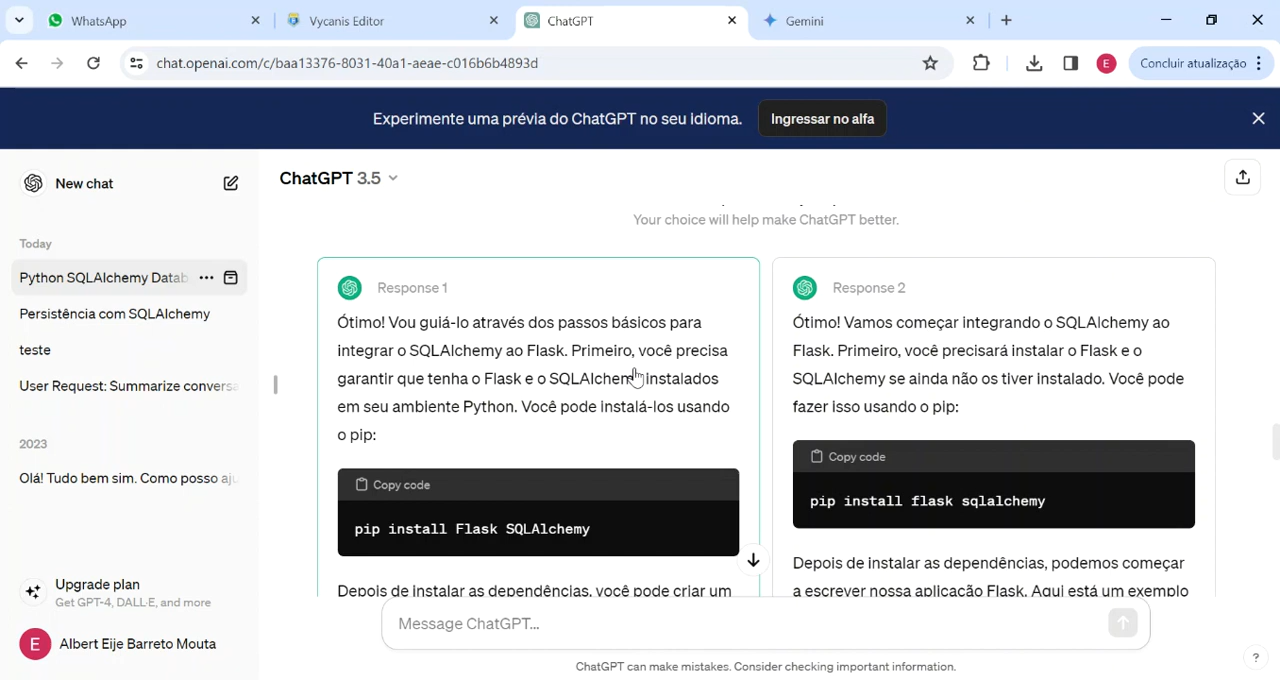 WhatsApp
Vycanis Editor
ChatGPT
Gemini
chat.openai.com/c/baa13376-8031-40a1-aeae-c016b6b4893d
E
Concluir atualização
Experimente uma prévia do ChatGPT no seu idioma.
Ingressar no alfa
New chat
Today
Python SQLAlchemy Datab
Persistência com SQLAlchemy
teste
User Request: Summarize conversa
2023
Olá! Tudo bem sim. Como posso aju
Upgrade plan
Get GPT-4, DALL·E, and more
E
Albert Eije Barreto Mouta
ChatGPT 3.5
Your choice will help make ChatGPT better.
Response 1
Ótimo! Vou guiá-lo através dos passos básicos para
integrar o SQLAlchemy ao Flask. Primeiro, você precisa
garantir que tenha o Flask e o SQLAlchem instalados
em seu ambiente Python. Você pode instalá-los usando
o pip:
Copy code
pip install Flask SQLAlchemy
Depois de instalar as dependências, você pode criar um
Response 2
Ótimo! Vamos começar integrando o SQLAlchemy ao
Flask. Primeiro, você precisará instalar o Flask e o
SQLAlchemy se ainda não os tiver instalado. Você pode
fazer isso usando o pip:
Copy code
pip install flask sqlalchemy
Depois de instalar as dependências, podemos começar
a escrever nossa aplicação Flask. Aqui está um exemplo
Message ChatGPT...
ChatGPT can make mistakes. Consider checking important information.
?